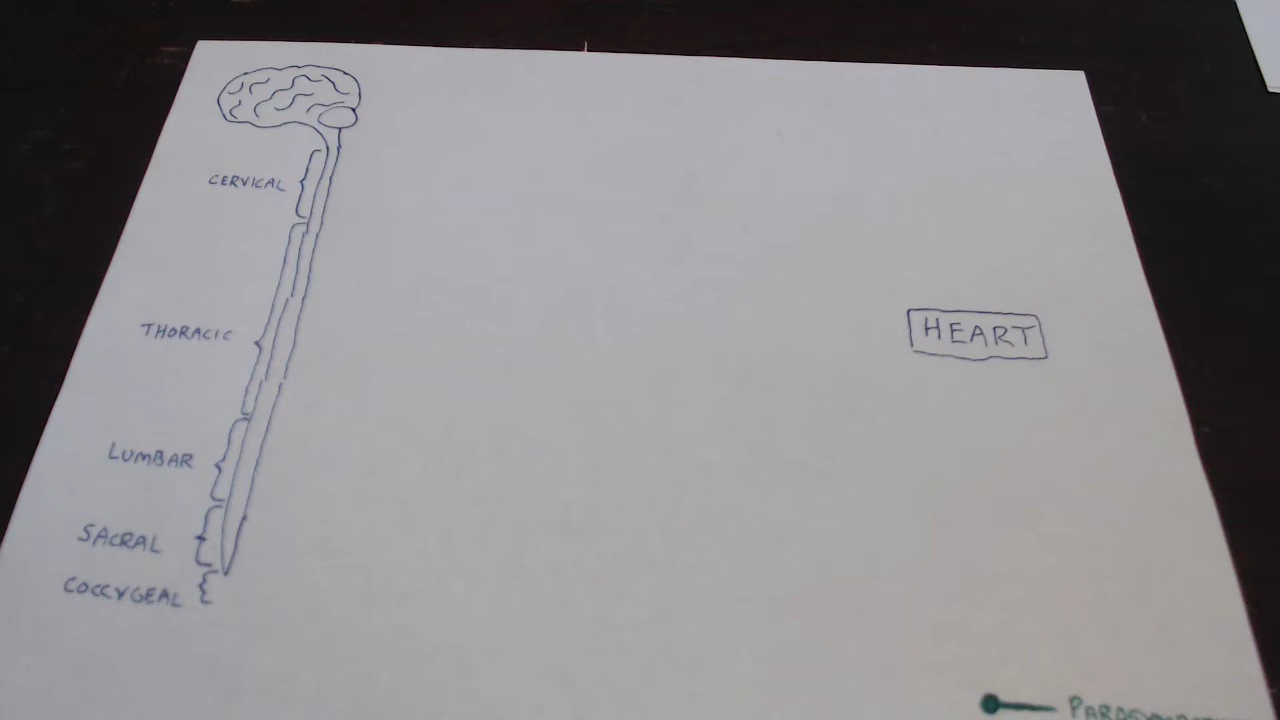 CERVICAL
THORACIC
HEART
LUMBAR
SACRAL
COCCYGEAL